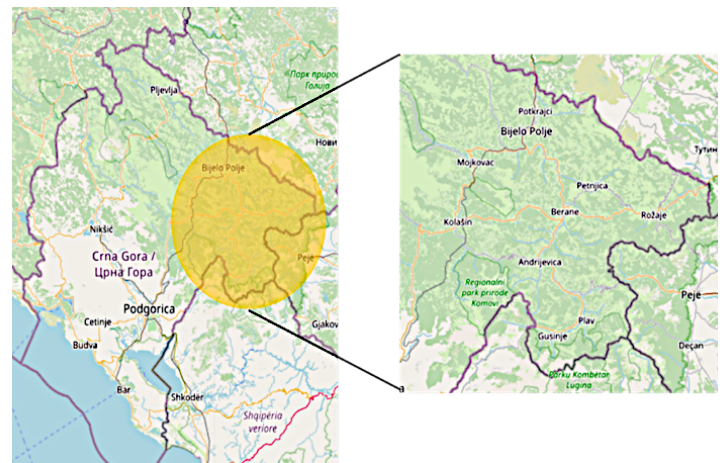 Парк природ
Голија
Pljevlja
Нови
Bijelo Polje
Nikšić
Crna Gora /
Црна Гора
Peje
Podgorica
Cetinje
Gjakov
Budva
Bar
Shkodër
Shqipëria
veriore
Potkrajci
Bijelo Polje
Тутин
Mojkovac
Petnjica
Kolašin
Berane
Rožaje
Andrijevica
Regionalni
park prirode
Komovi
Peje
Plav
Gusinje
Deçan
Parku Kombëtar
Lugina